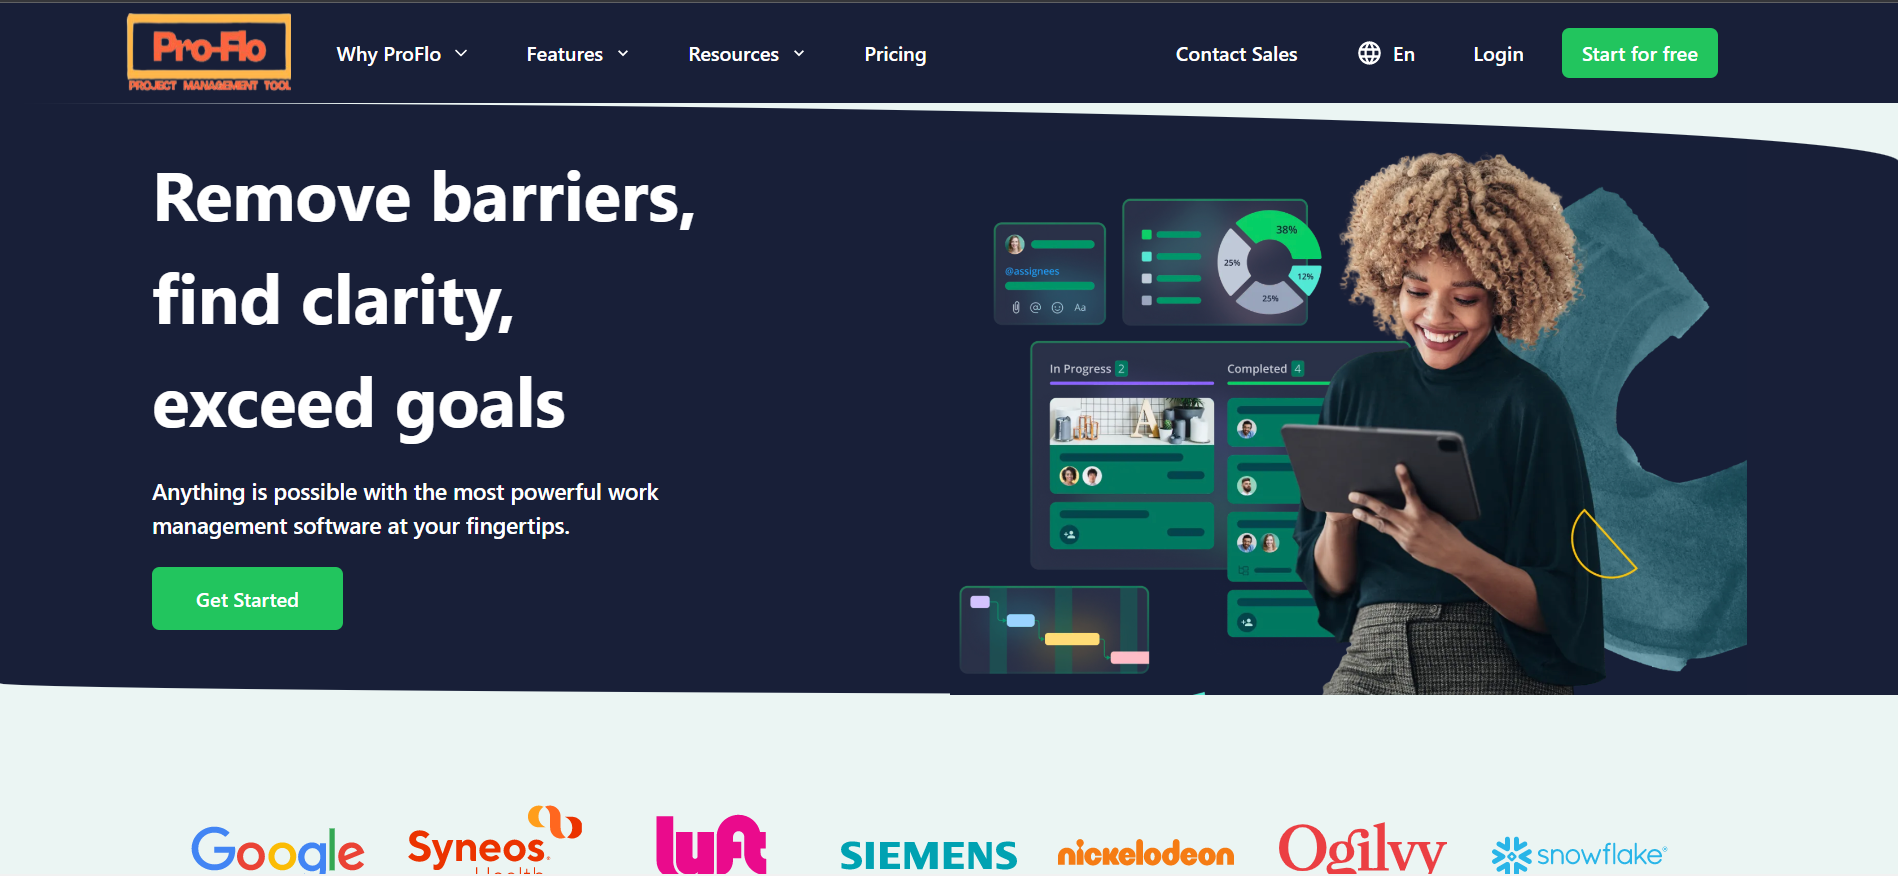 Pro-Flo
PROJECT MANAGEMENT TOOL
Why ProFlo
Features
Resources
Pricing
Contact Sales
En
Login
Start for free
Remove barriers,
find clarity,
exceed goals
Anything is possible with the most powerful work
management software at your fingertips.
Get Started
@assignees
@
Aa
38%
12%
25%
25%
In Progress 2
Completed 4
A
Google
Syneos
Health
lyft
SIEMENS
nickelodeon
Ogilvy
snowflake®